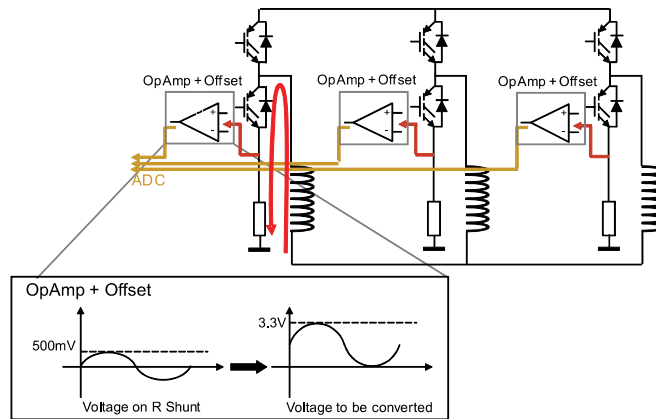 OpAmp + Offset
OpAmp + Offset
OpAmp + Offset
+
-
+
-
+
-
ADC
OpAmp + Offset
500mV
3.3V
Voltage on R Shunt
Voltage to be converted